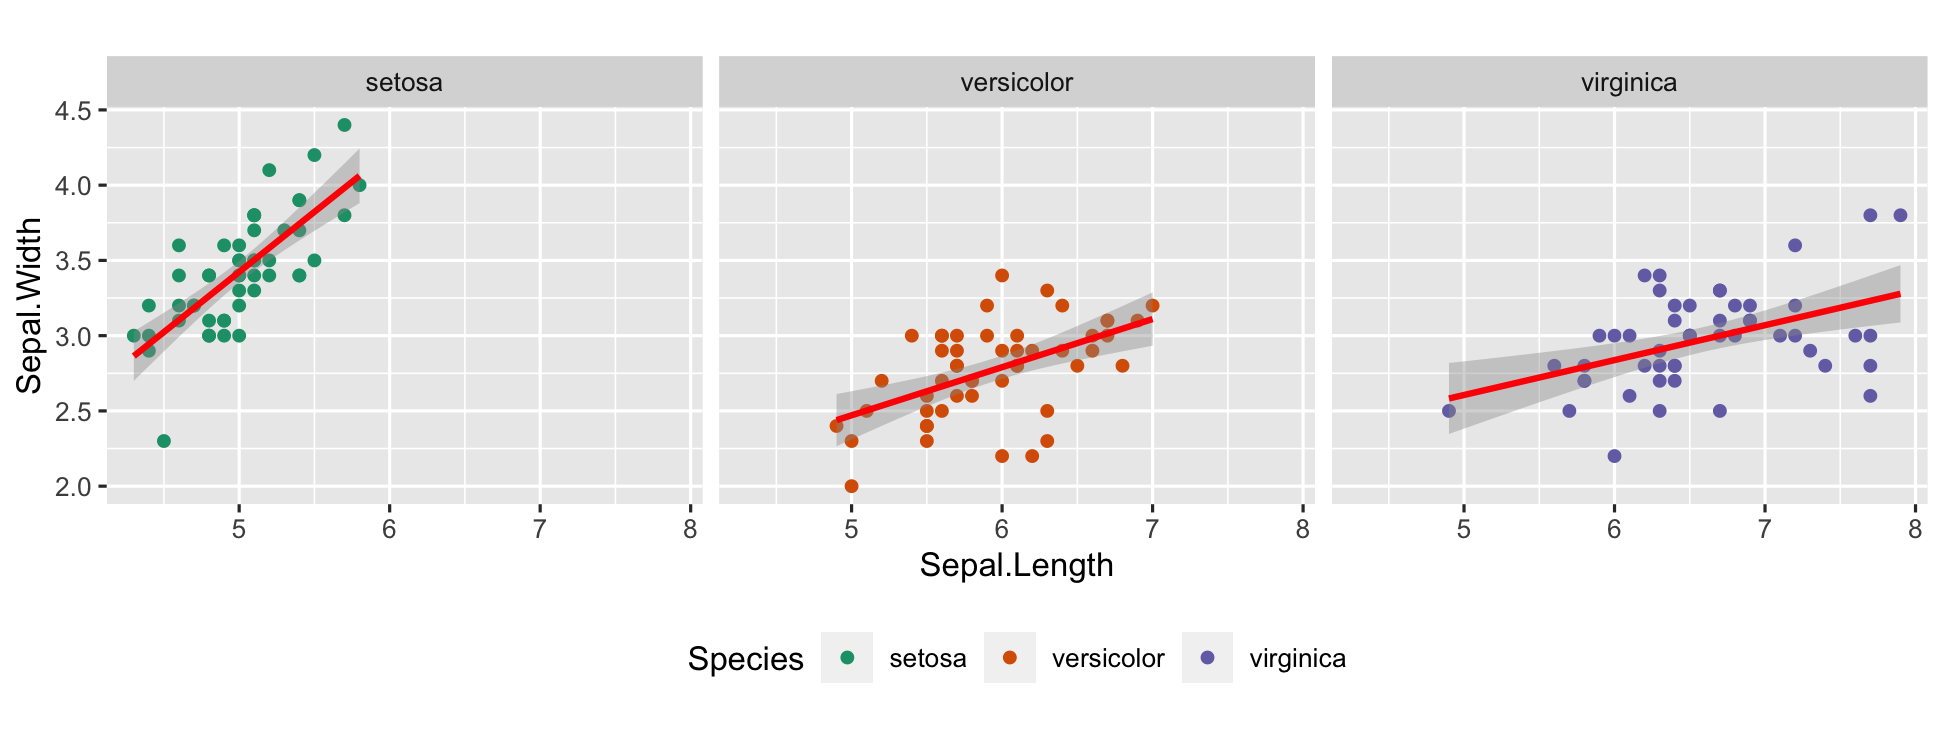 setosa versicolor virginica
4.5
4.0
3.5
3.0
2.5
2.0
Sepal.Width
5 6 7 8 5 6 7 8 5 6 7 8
Sepal.Length
Species setosa versicolor virginica